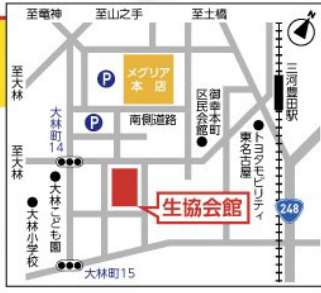 至竜神
至山之手
至土橋
至大林
P
メグリア
本店
御幸本町
区民会館
三河豊田駅
大林町
14
P
南側道路
トヨタモビリティ
東名古屋
至大林
大林こども園
大林小学校
生協会館
248
大林町15